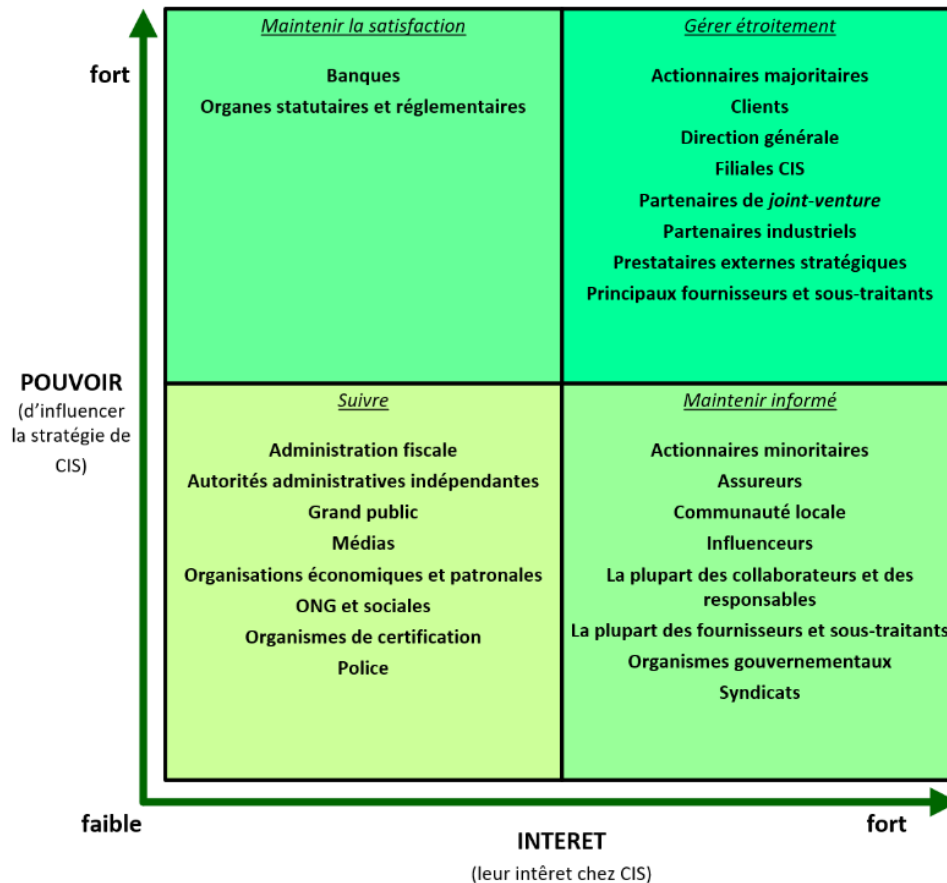 Maintenir la satisfaction
Banques
Organes statutaires et réglementaires
Gérer étroitement
Actionnaires majoritaires
Clients
Direction générale
Filiales CIS
Partenaires de joint-venture
Partenaires industriels
Prestataires externes stratégiques
Principaux fournisseurs et sous-traitants
fort
POUVOIR
(d'influencer
la stratégie de
CIS)
Suivre
Administration fiscale
Autorités administratives indépendantes
Grand public
Médias
Organisations économiques et patronales
ONG et sociales
Organismes de certification
Police
Maintenir informé
Actionnaires minoritaires
Assureurs
Communauté locale
Influenceurs
La plupart des collaborateurs et des
responsables
La plupart des fournisseurs et sous-traitants
Organismes gouvernementaux
Syndicats
faible
fort
INTERET
(leur intêret chez CIS)